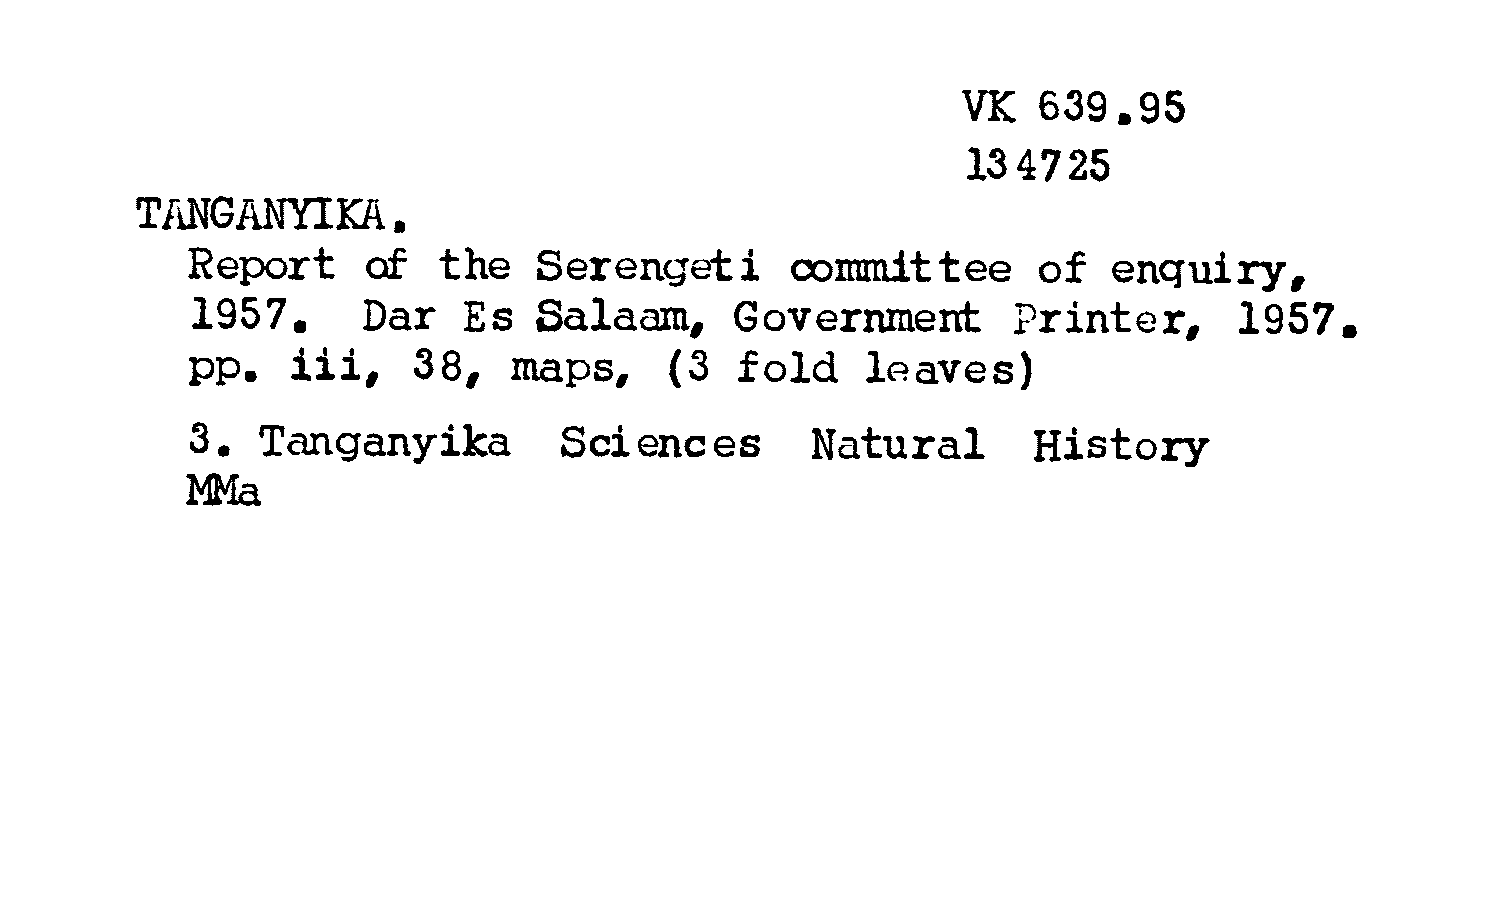 VK 639.95
134725
TANGANYIKA.
Report of the Serengeti committee of enquiry,
1957. Dar Es Salaam, Government Printer, 1957.
pp. iii, 38, maps, (3 fold leaves)
3. Tanganyika Sciences Natural History
MMa